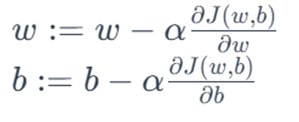 w := w − α ∂J(w,b)/∂w
b := b − α ∂J(w,b)/∂b